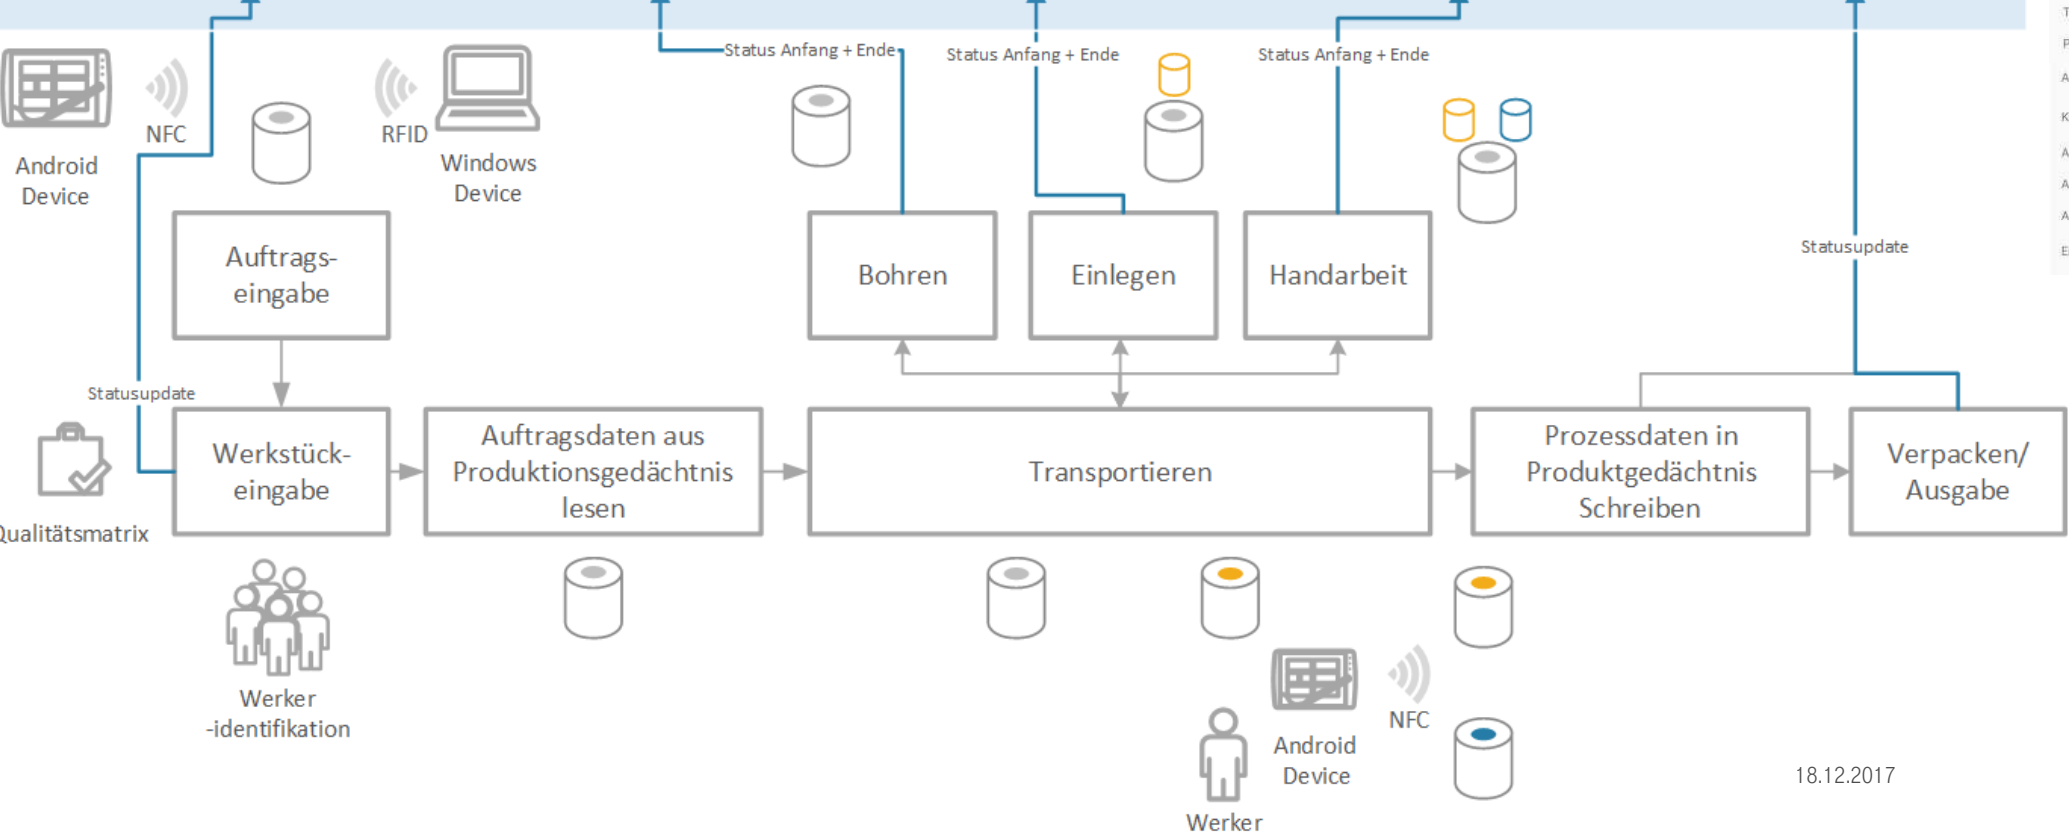 Status Anfang + Ende
Status Anfang + Ende
Status Anfang + Ende
NFC
RFID
Android
Device
Windows
Device
Auftrags-
eingabe
Bohren
Einlegen
Handarbeit
Statusupdate
Statusupdate
Werkstück-
eingabe
Auftragsdaten aus
Produktionsgedächtnis
lesen
Transportieren
Prozessdaten in
Produktgedächtnis
Schreiben
Verpacken/
Ausgabe
Qualitätsmatrix
Werker
-identifikation
NFC
Android
Device
Werker
18.12.2017